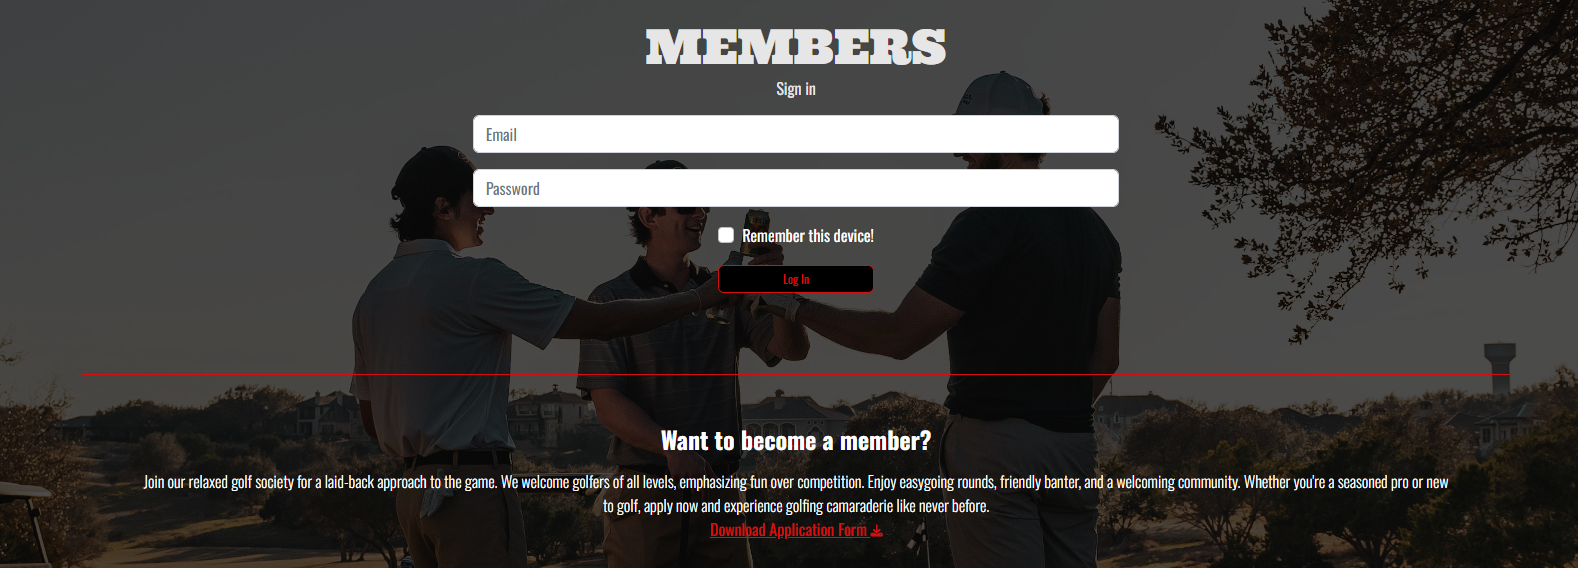 MEMBERS
Sign in
Email
Password
Remember this device!
Log In
Want to become a member?
Join our relaxed golf society for a laid-back approach to the game. We welcome golfers of all levels, emphasizing fun over competition. Enjoy easygoing rounds, friendly banter, and a welcoming community. Whether you're a seasoned pro or new
to golf, apply now and experience golfing camaraderie like never before.
Download Application Form